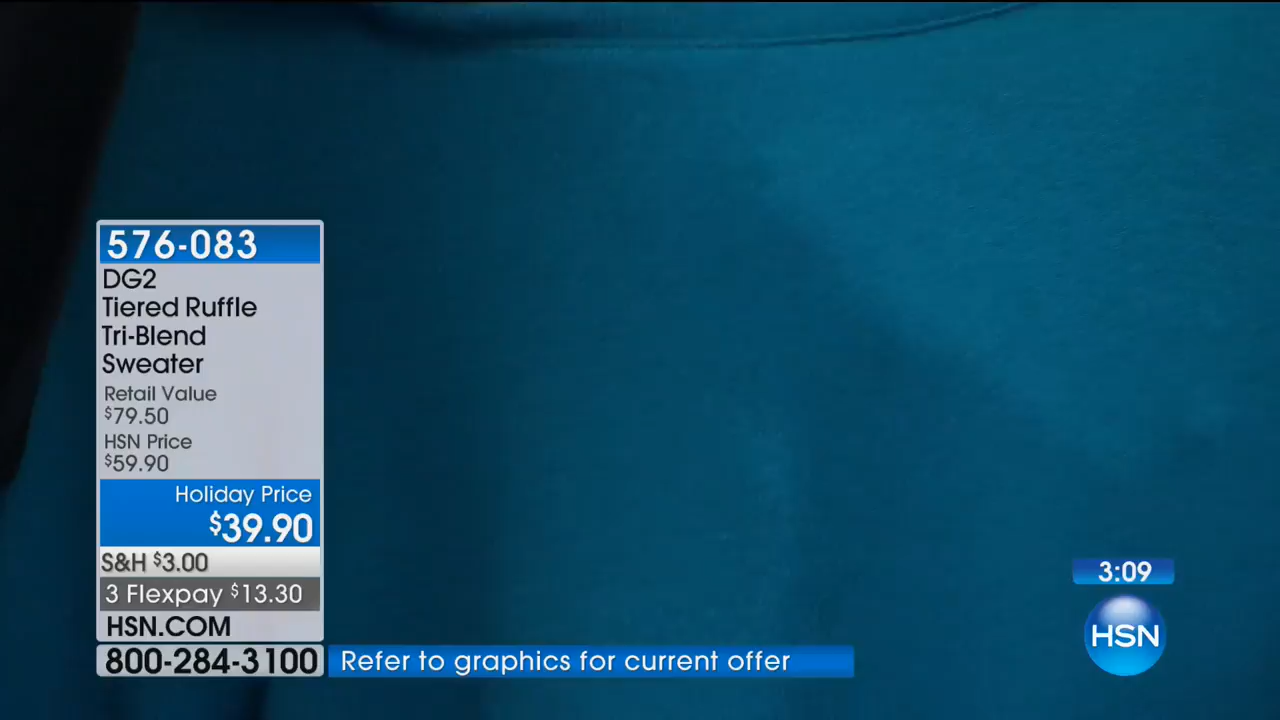 576-083
DG2
Tiered Ruffle
Tri-Blend
Sweater
Retail Value
$79.50
HSN Price
$59.90
Holiday Price
$39.90
S&H $3.00
3 Flexpay $13.30
HSN.COM
800-284-3100
Refer to graphics for current offer
3:09
HSN